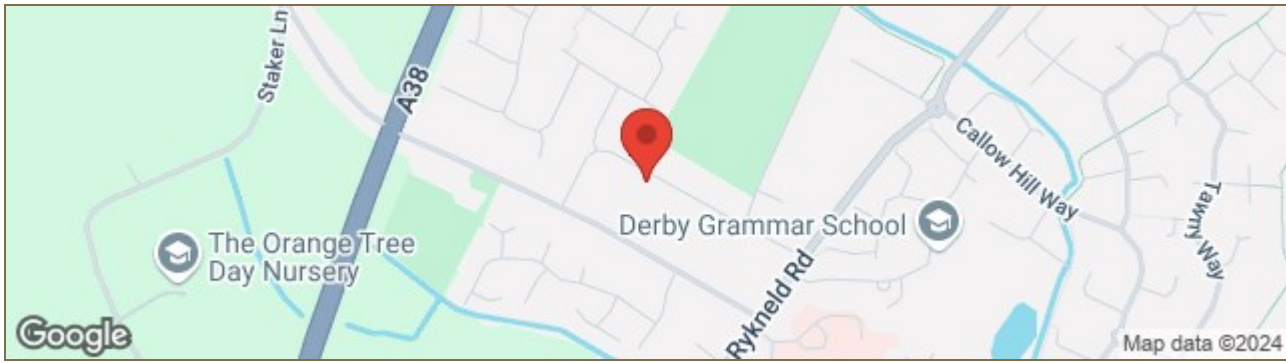 Staker Ln
A38
Callow Hill Way
Tawny Way
Derby Grammar School
The Orange Tree
Day Nursery
Rykneld Rd
Google
Map data ©2024